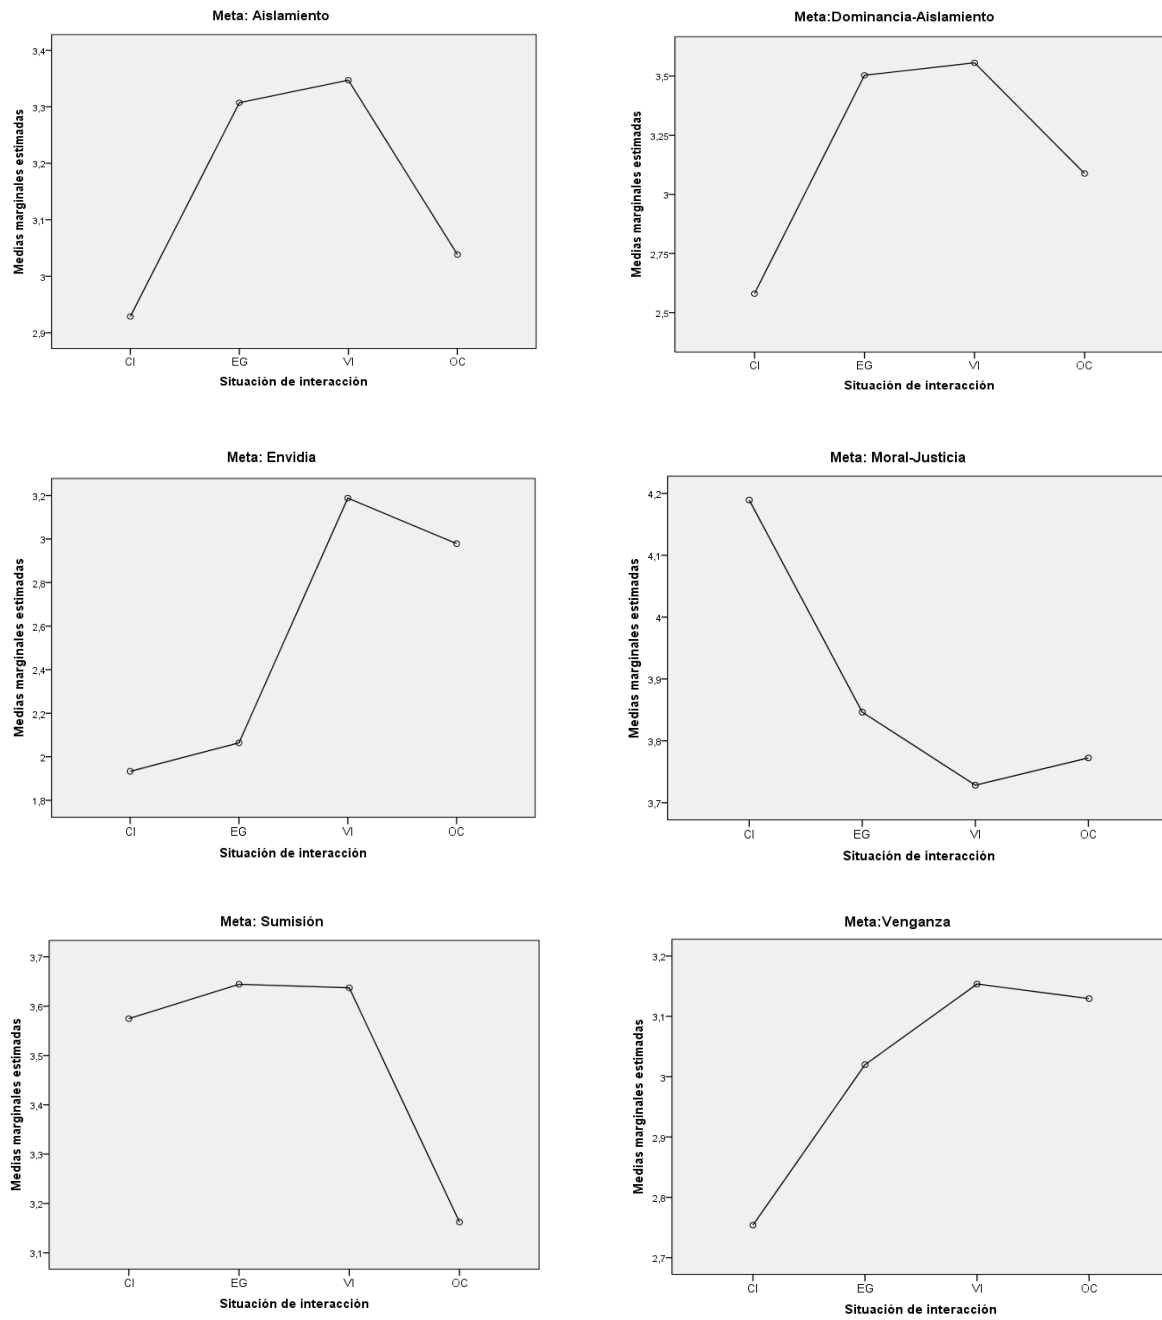 Meta: Aislamiento
Medias marginales estimadas
3,4
3,3
3,2
3,1
3
2,9
CI
EG
VI
OC
Situación de interacción
Meta:Dominancia-Aislamiento
Medias marginales estimadas
3,5
3,25
3
2,75
2,5
CI
EG
VI
OC
Situación de interacción
Meta: Envidia
Medias marginales estimadas
3,2
3
2,8
2,6
2,4
2,2
2
1,8
CI
EG
VI
OC
Situación de interacción
Meta: Moral-Justicia
Medias marginales estimadas
4,2
4,1
4
3,9
3,8
3,7
CI
EG
VI
OC
Situación de interacción
Meta: Sumisión
Medias marginales estimadas
3,7
3,6
3,5
3,4
3,3
3,2
3,1
CI
EG
VI
OC
Situación de interacción
Meta:Venganza
Medias marginales estimadas
3,2
3,1
3
2,9
2,8
2,7
CI
EG
VI
OC
Situación de interacción